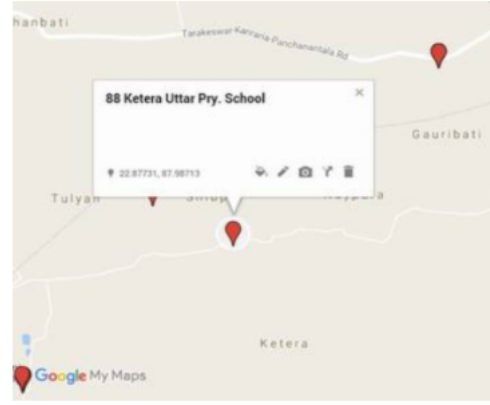 hanbati
Tarakeswar-Kanraria-Panchanantala Rd
88 Ketera Uttar Pry. School
Gauribati
22.87731, 87.98713
Tulyan
Ketera
Google My Maps